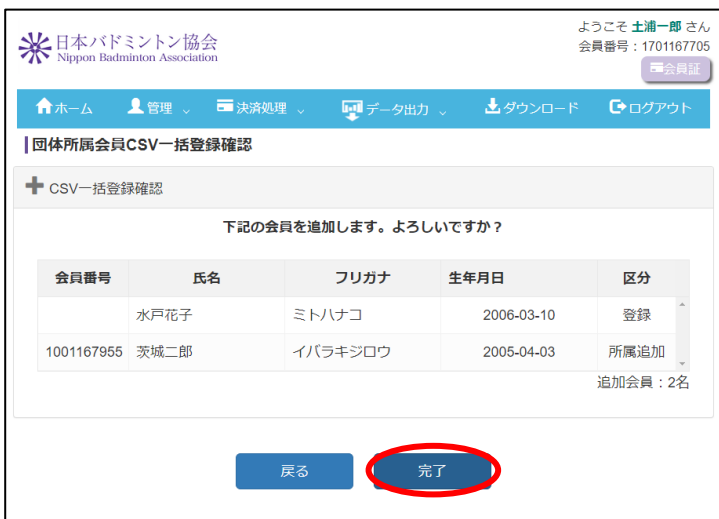 ようこそ 土浦一郎 さん
日本バドミントン協会
Nippon Badminton Association
会員番号：1701167705
会員証
ホーム 管理 決済処理 データ出力 ダウンロード ログアウト
団体所属会員CSV一括登録確認
CSV一括登録確認
下記の会員を追加します。よろしいですか？
会員番号 氏名 フリガナ 生年月日 区分
水戸花子 ミトハナコ 2006-03-10 登録
1001167955 茨城二郎 イバラキジロウ 2005-04-03 所属追加
追加会員：2名
戻る 完了